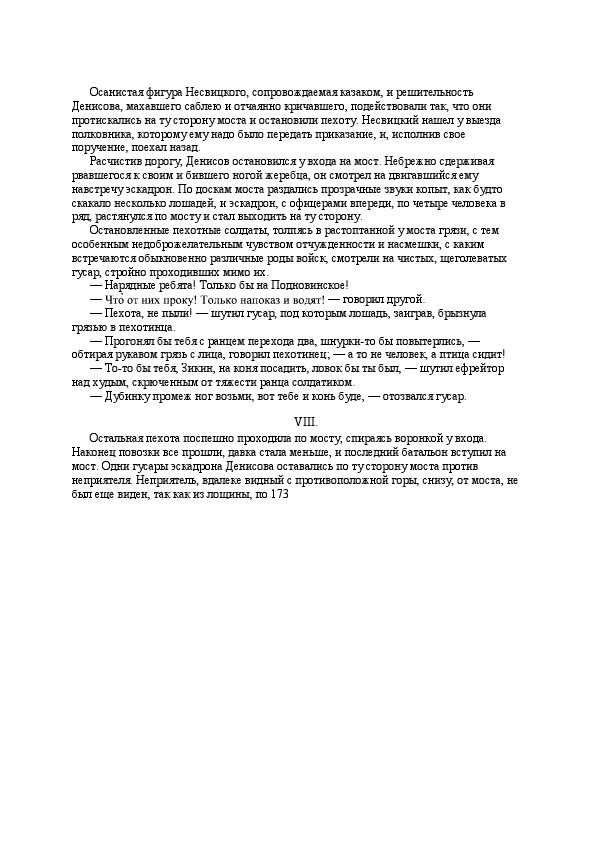 Осанистая фигура Несвицкого, сопровождаемая казаком, и решительность
Денисова, махавшего саблею и отчаянно кричавшего, подействовали так, что они
протискались на ту сторону моста и остановили пехоту. Несвицкий нашел у выезда
полковника, которому ему надо было передать приказание, и, исполнив свое
поручение, поехал назад.
Расчистив дорогу, Денисов остановился у входа на мост. Небрежно сдерживая
рвавшегося к своим и бившего ногой жеребца, он смотрел на двигавшийся ему
навстречу эскадрон. По доскам моста раздались прозрачные звуки копыт, как будто
скакало несколько лошадей, и эскадрон, с офицерами впереди, по четыре человека в
ряд, растянулся по мосту и стал выходить на ту сторону.
Остановленные пехотные солдаты, толпясь в растоптанной у моста грязи, с тем
особенным недоброжелательным чувством отчужденности и насмешки, с каким
встречаются обыкновенно различные роды войск, смотрели на чистых, щеголеватых
гусар, стройно проходивших мимо их.
— Нарядные ребята! Только бы на Подновинское!
— Что от них проку! Только напоказ и водят! — говорил другой.
— Пехота, не пыли! — шутил гусар, под которым лошадь, заиграв, брызнула
грязью в пехотинца.
— Прогонял бы тебя с ранцем перехода два, шнурки-то бы повытерлись, —
обтирая рукавом грязь с лица, говорил пехотинец; — а то не человек, а птица сидит!
— То-то бы тебя, Зикин, на коня посадить, ловок бы ты был, — шутил ефрейтор
над худым, скрюченным от тяжести ранца солдатиком.
— Дубинку промеж ног возьми, вот тебе и конь буде, — отозвался гусар.
VIII.
Остальная пехота поспешно проходила по мосту, спираясь воронкой у входа.
Наконец повозки все прошли, давка стала меньше, и последний батальон вступил на
мост. Одни гусары эскадрона Денисова оставались по ту сторону моста против
неприятеля. Неприятель, вдалеке видный с противоположной горы, снизу, от моста, не
был еще виден, так как из лощины, по 173